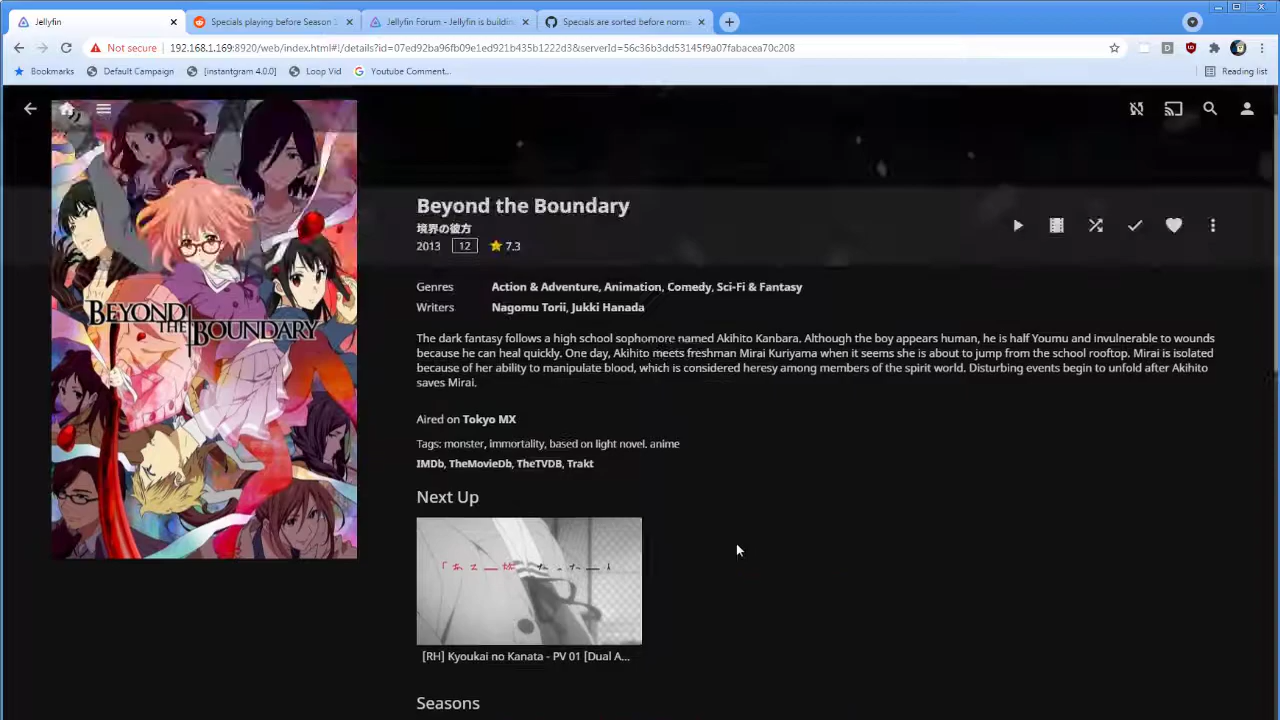 Jellyfin
Specials playing before Season
Jellyfin Forum - Jellyfin is buildin
Specials are sorted before norm
Not secure
192.168.1.169:8920/web/index.html#!/details?id=07ed92ba96fb09e1ed921b435b1222d3&serverId=56c36b3dd53145f9a07fabacea70c208
Bookmarks
Default Campaign
[instantgram 4.0.0]
Loop Vid
Youtube Comment...
Reading list
BEYOND THE BOUNDARY
Beyond the Boundary
境界の彼方
2013 12 7.3
Genres Action & Adventure, Animation, Comedy, Sci-Fi & Fantasy
Writers Nagomu Torii, Jukki Hanada
The dark fantasy follows a high school sophomore named Akihito Kanbara. Although the boy appears human, he is half Youmu and invulnerable to wounds
because he can heal quickly. One day, Akihito meets freshman Mirai Kuriyama when it seems she is about to jump from the school rooftop. Mirai is isolated
because of her ability to manipulate blood, which is considered heresy among members of the spirit world. Disturbing events begin to unfold after Akihito
saves Mirai.
Aired on Tokyo MX
Tags: monster, immortality, based on light novel, anime
IMDb, TheMovieDb, TheTVDB, Trakt
Next Up
[RH] Kyoukai no Kanata - PV 01 [Dual A...
Seasons